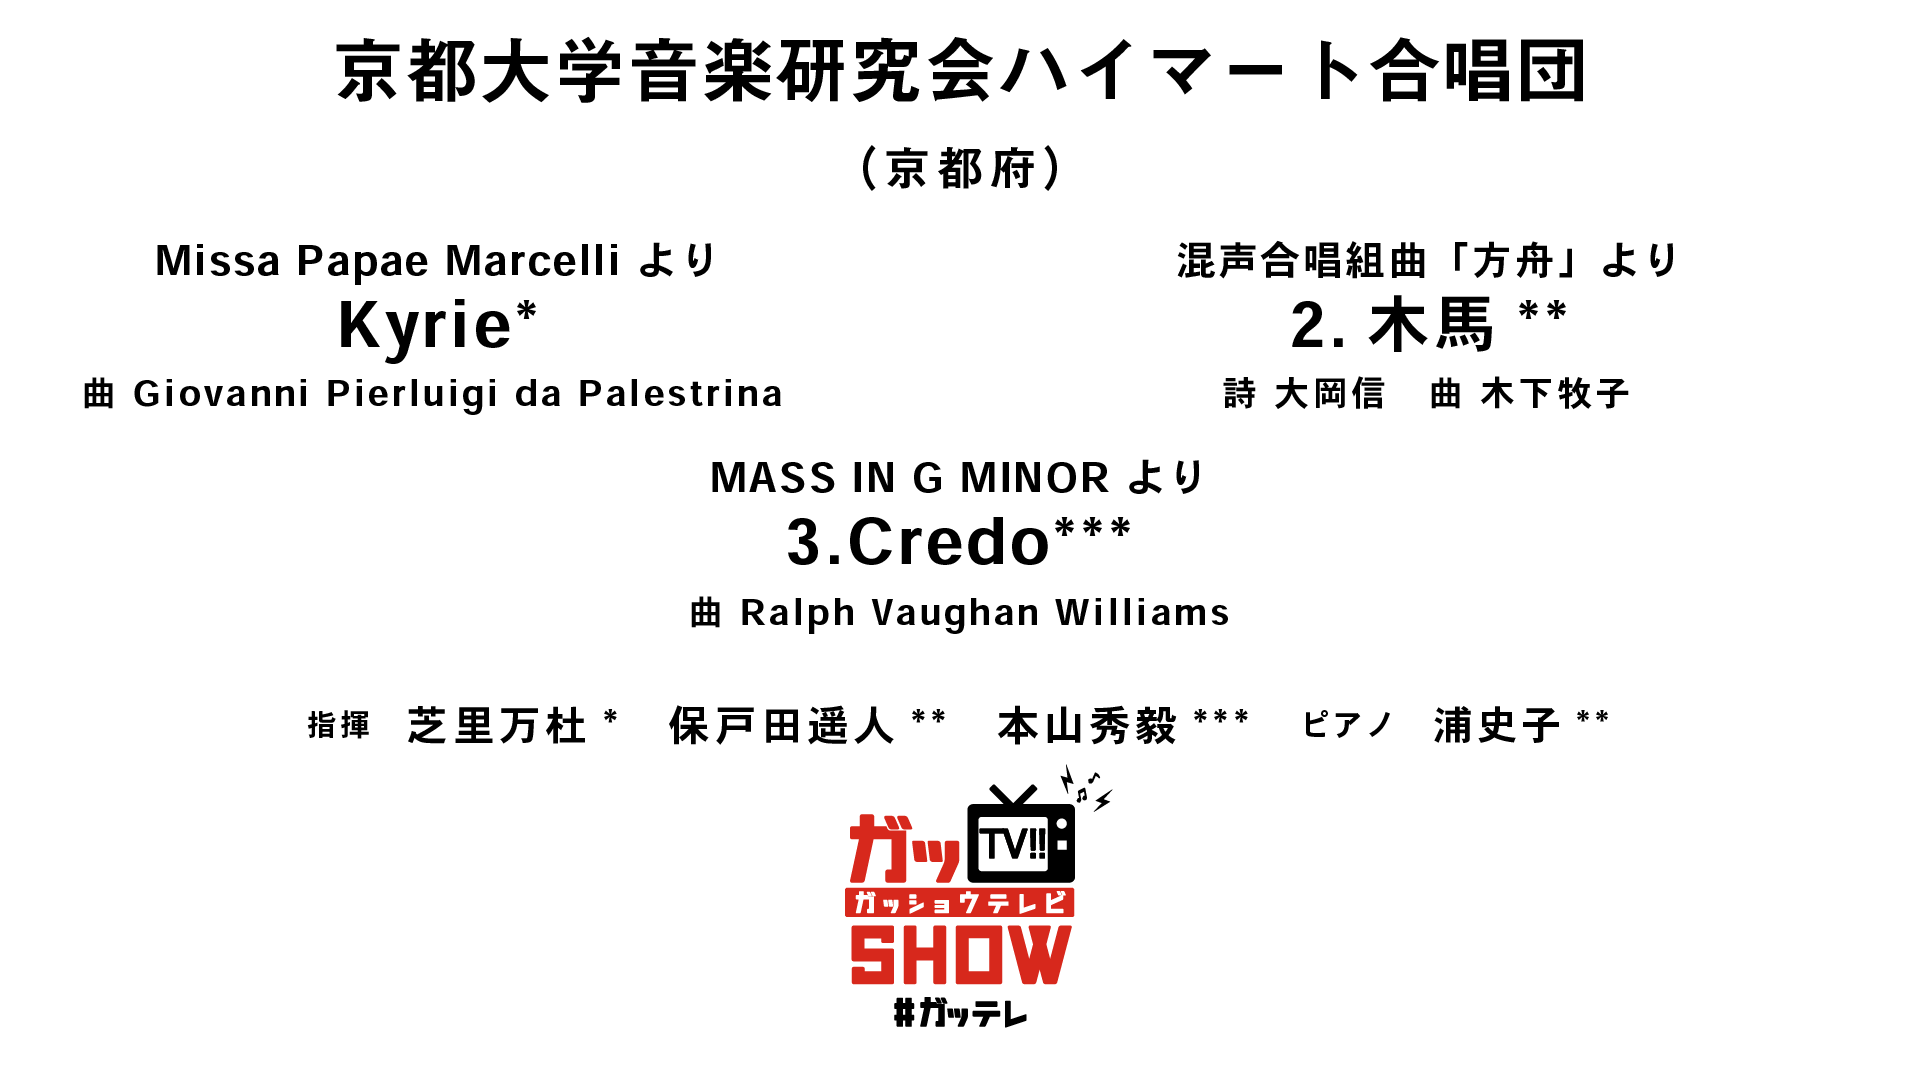 京都大学音楽研究会ハイマート合唱団
（京都府）
Missa Papae Marcelli より
Kyrie*
曲 Giovanni Pierluigi da Palestrina
混声合唱組曲「方舟」より
2. 木馬 **
詩 大岡信　曲 木下牧子
MASS IN G MINOR より
3.Credo***
曲 Ralph Vaughan Williams
指揮　芝里万杜 *　保戸田遥人 **　本山秀毅 ***　ピアノ　浦史子 **
ガッ TV!!
ガッショウテレビ
SHOW
#ガッテレ